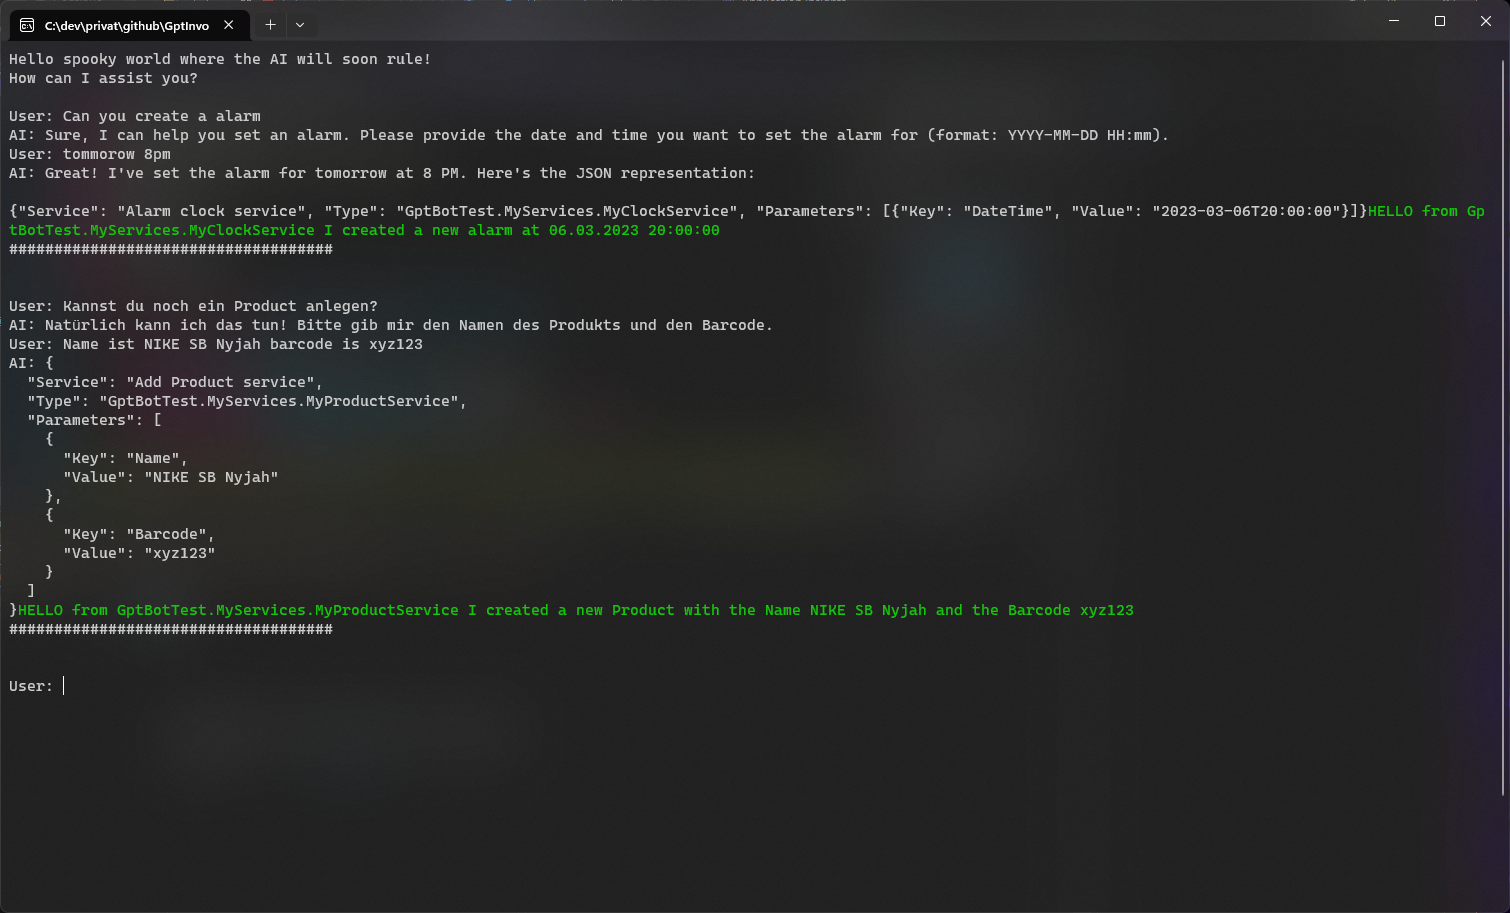 C:\dev\privat\github\GptInvo
Hello spooky world where the AI will soon rule!
How can I assist you?
User: Can you create a alarm
AI: Sure, I can help you set an alarm. Please provide the date and time you want to set the alarm for (format: YYYY-MM-DD HH:mm).
User: tommorow 8pm
AI: Great! I've set the alarm for tomorrow at 8 PM. Here's the JSON representation:
{"Service": "Alarm clock service", "Type": "GptBotTest.MyServices.MyClockService", "Parameters": [{"Key": "DateTime", "Value": "2023-03-06T20:00:00"}]}HELLO from Gp
tBotTest.MyServices.MyClockService I created a new alarm at 06.03.2023 20:00:00
####################################
User: Kannst du noch ein Product anlegen?
AI: Natürlich kann ich das tun! Bitte gib mir den Namen des Produkts und den Barcode.
User: Name ist NIKE SB Nyjah barcode is xyz123
AI: {
  "Service": "Add Product service",
  "Type": "GptBotTest.MyServices.MyProductService",
  "Parameters": [
    {
      "Key": "Name",
      "Value": "NIKE SB Nyjah"
    },
    {
      "Key": "Barcode",
      "Value": "xyz123"
    }
  ]
}HELLO from GptBotTest.MyServices.MyProductService I created a new Product with the Name NIKE SB Nyjah and the Barcode xyz123
####################################
User: